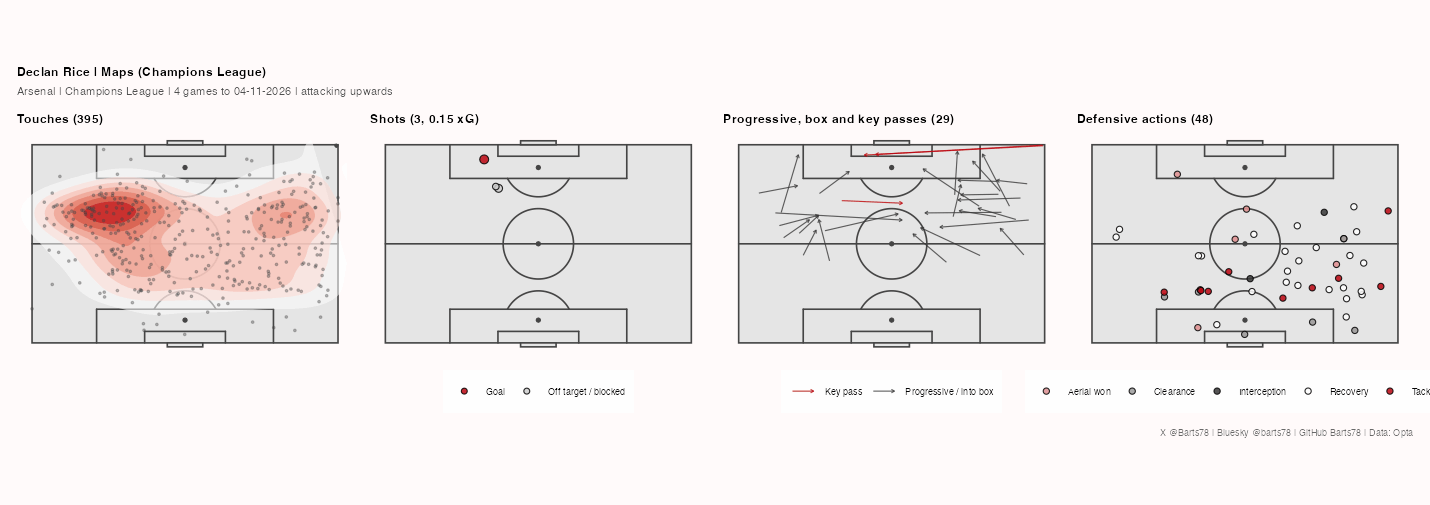 Declan Rice | Maps (Champions League)
Arsenal | Champions League | 4 games to 04-11-2026 | attacking upwards
Touches (395)
Shots (3, 0.15 xG)
Progressive, box and key passes (29)
Defensive actions (48)
Goal
Off target / blocked
Key pass
Progressive / into box
Aerial won
Clearance
Interception
Recovery
Tack
X @Barts78 | Bluesky @barts78 | GitHub Barts78 | Data: Opta